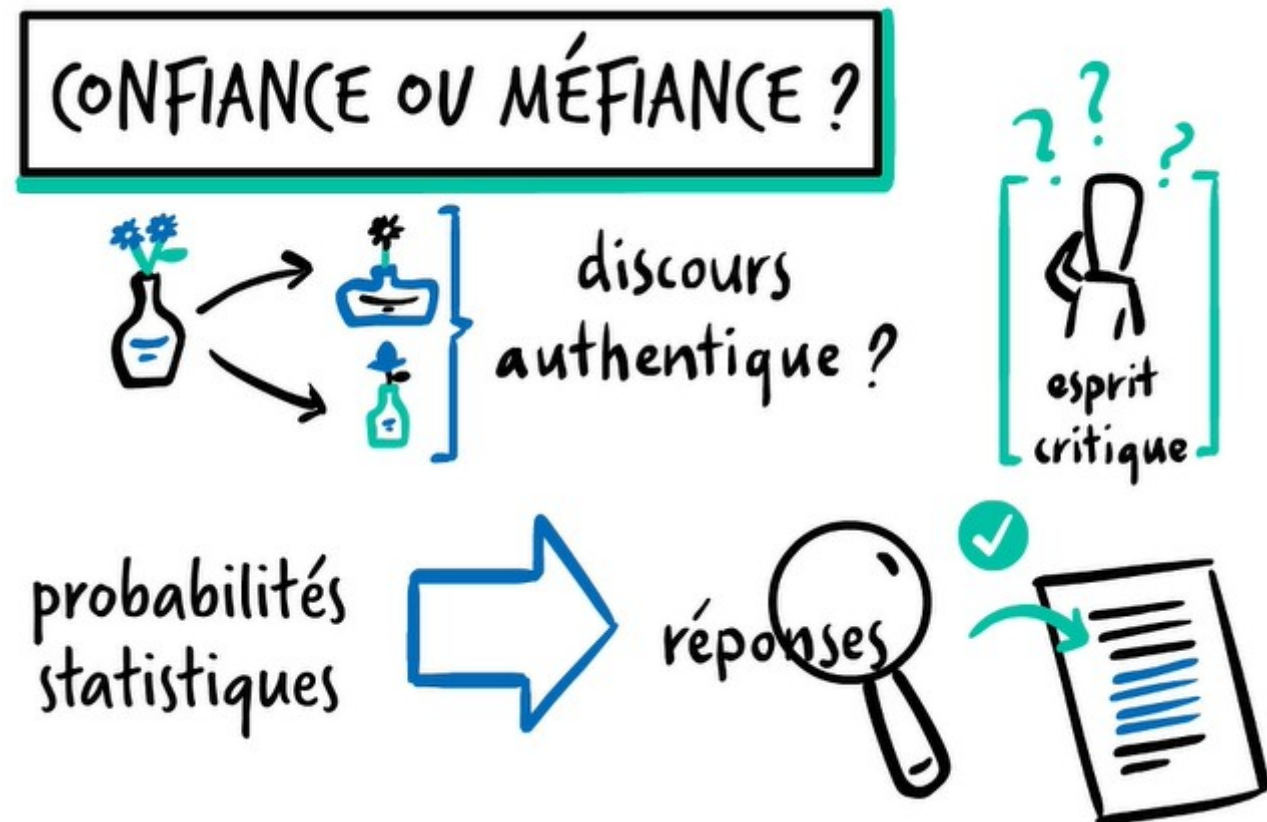 CONFIANCE OU MÉFIANCE ?
? ? ?
discours
authentique ?
esprit
critique
probabilités
statistiques
réponses